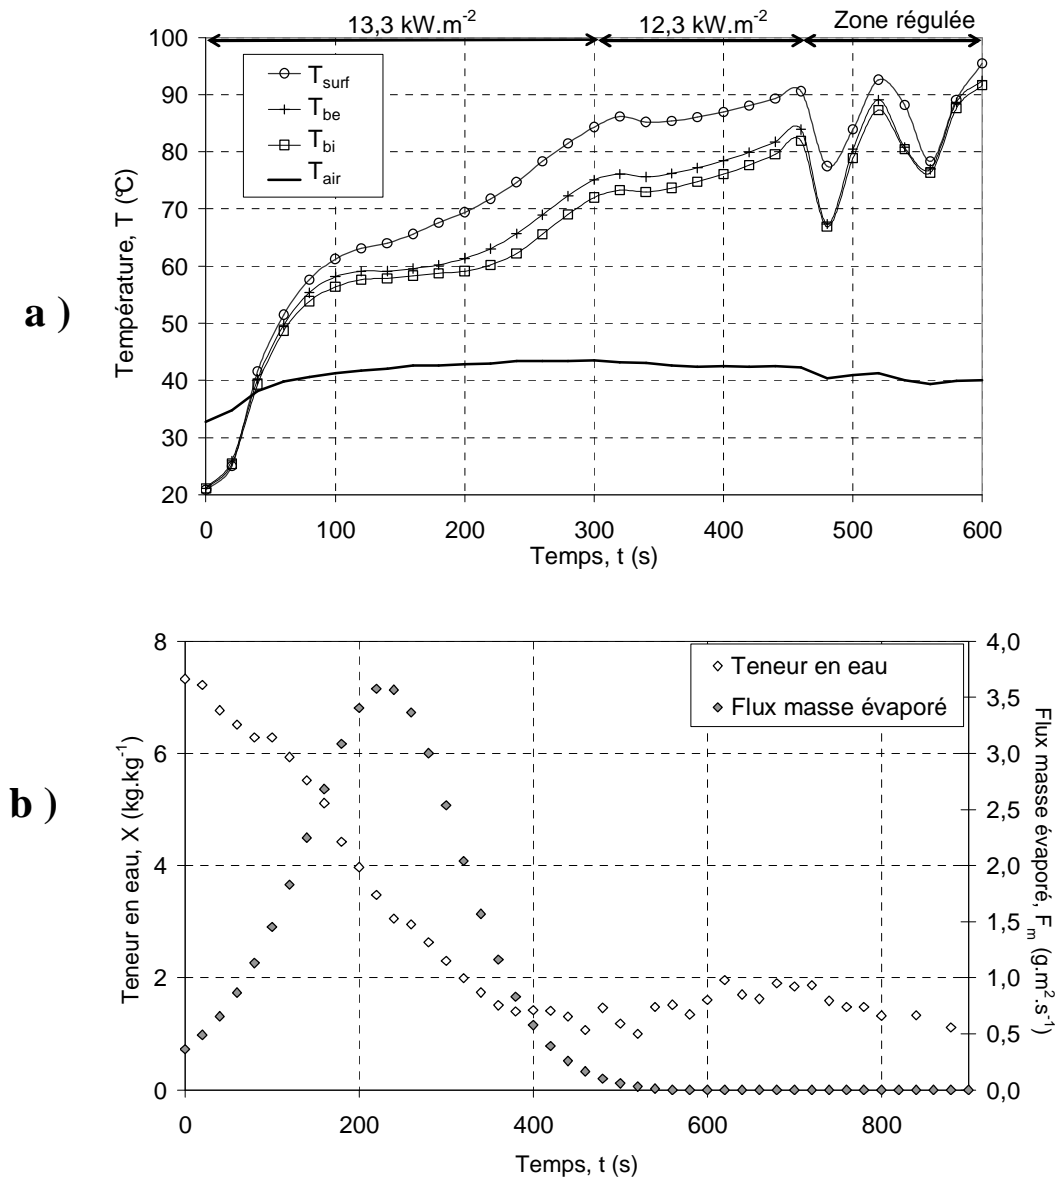 13,3 kW.m-2
12,3 kW.m-2
Zone régulée
100
90
80
70
60
50
40
30
20
Température, T (°C)
Tsurf
Tbe
Tbi
Tair
a )
0
100
200
300
400
500
600
Temps, t (s)
8
6
4
2
0
Teneur en eau, X (kg.kg-1)
Teneur en eau
Flux masse évaporé
4,0
3,5
3,0
2,5
2,0
1,5
1,0
0,5
0,0
Flux masse
évaporé, Fm (g.m2.s-1)
b )
0
200
400
600
800
Temps, t (s)